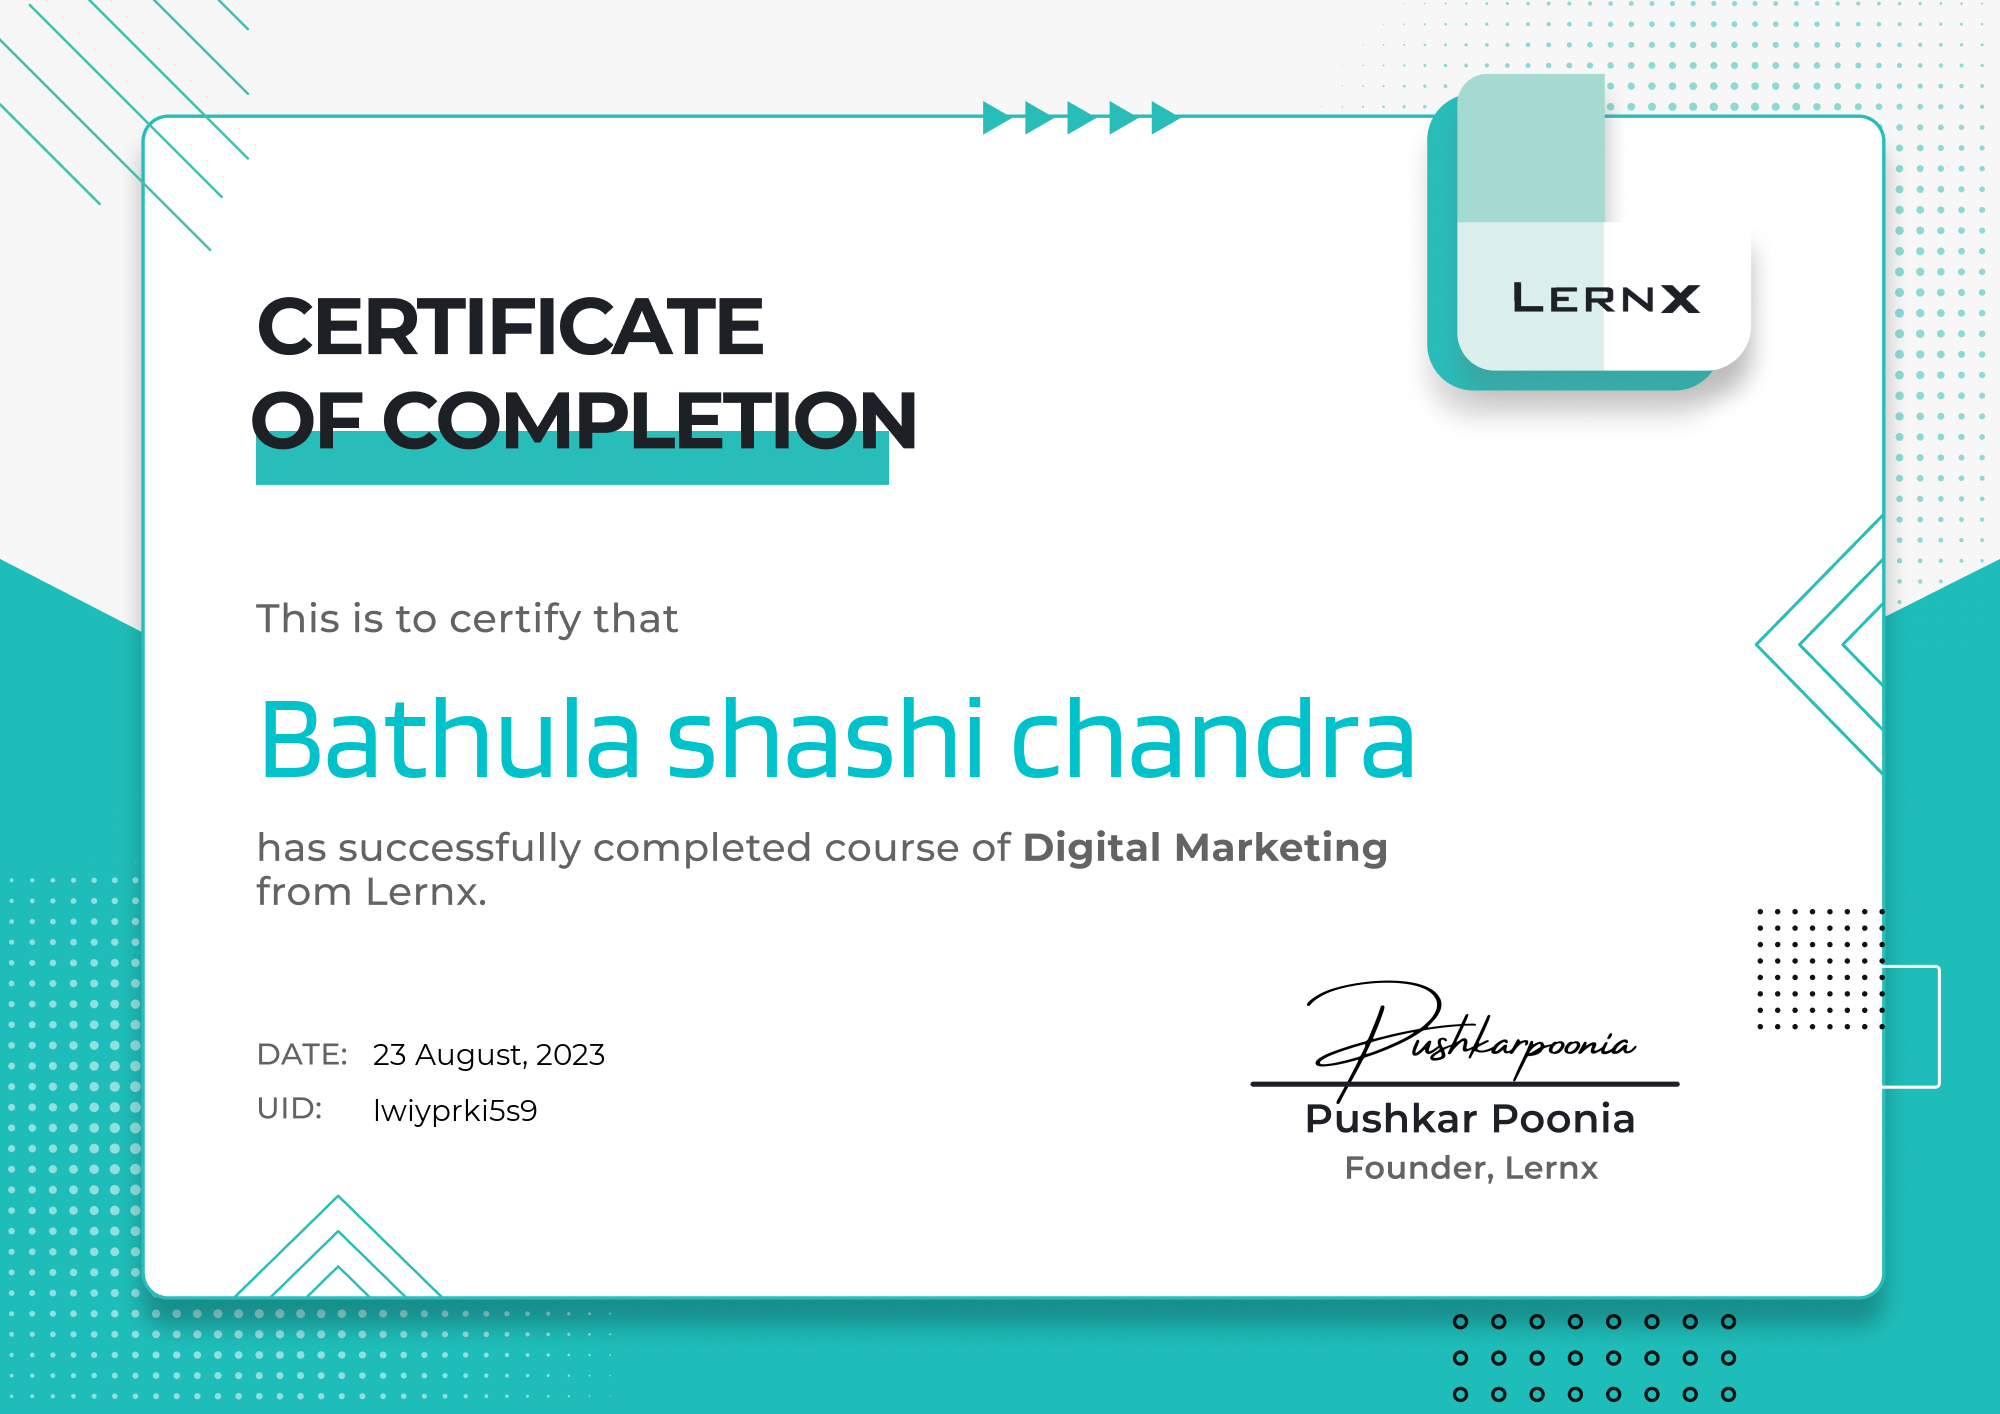 LERNX
CERTIFICATE
OF COMPLETION
This is to certify that
Bathula shashi chandra
has successfully completed course of Digital Marketing
from Lernx.
DATE: 23 August, 2023
UID: lwiyprki5s9
Pushkarpoonia
Pushkar Poonia
Founder, Lernx